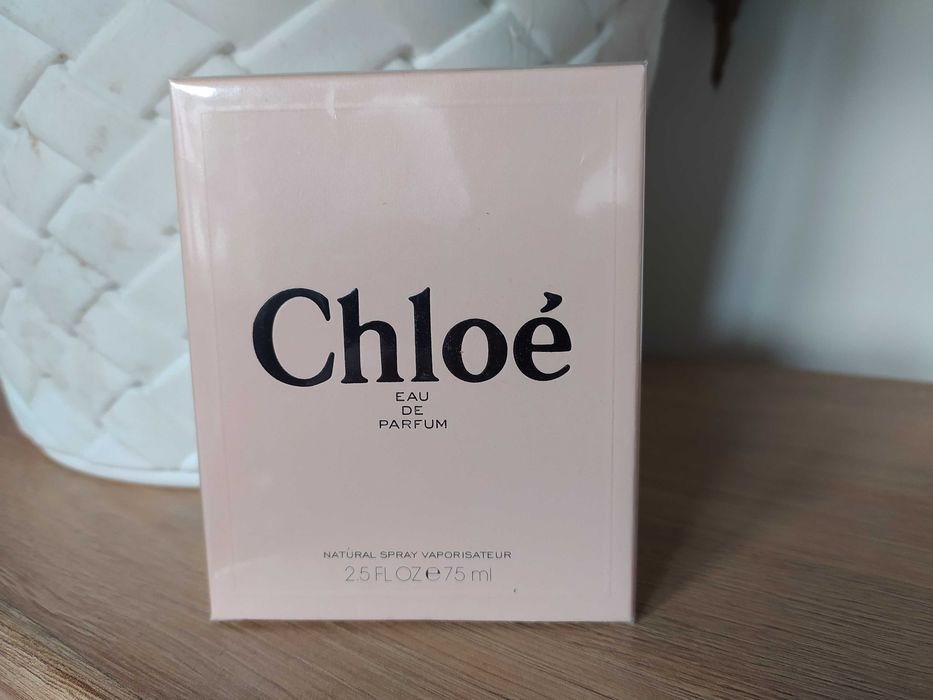 Chloé
EAU
DE
PARFUM
NATURAL SPRAY VAPORISATEUR
2.5 FL OZ ℮ 75 ml